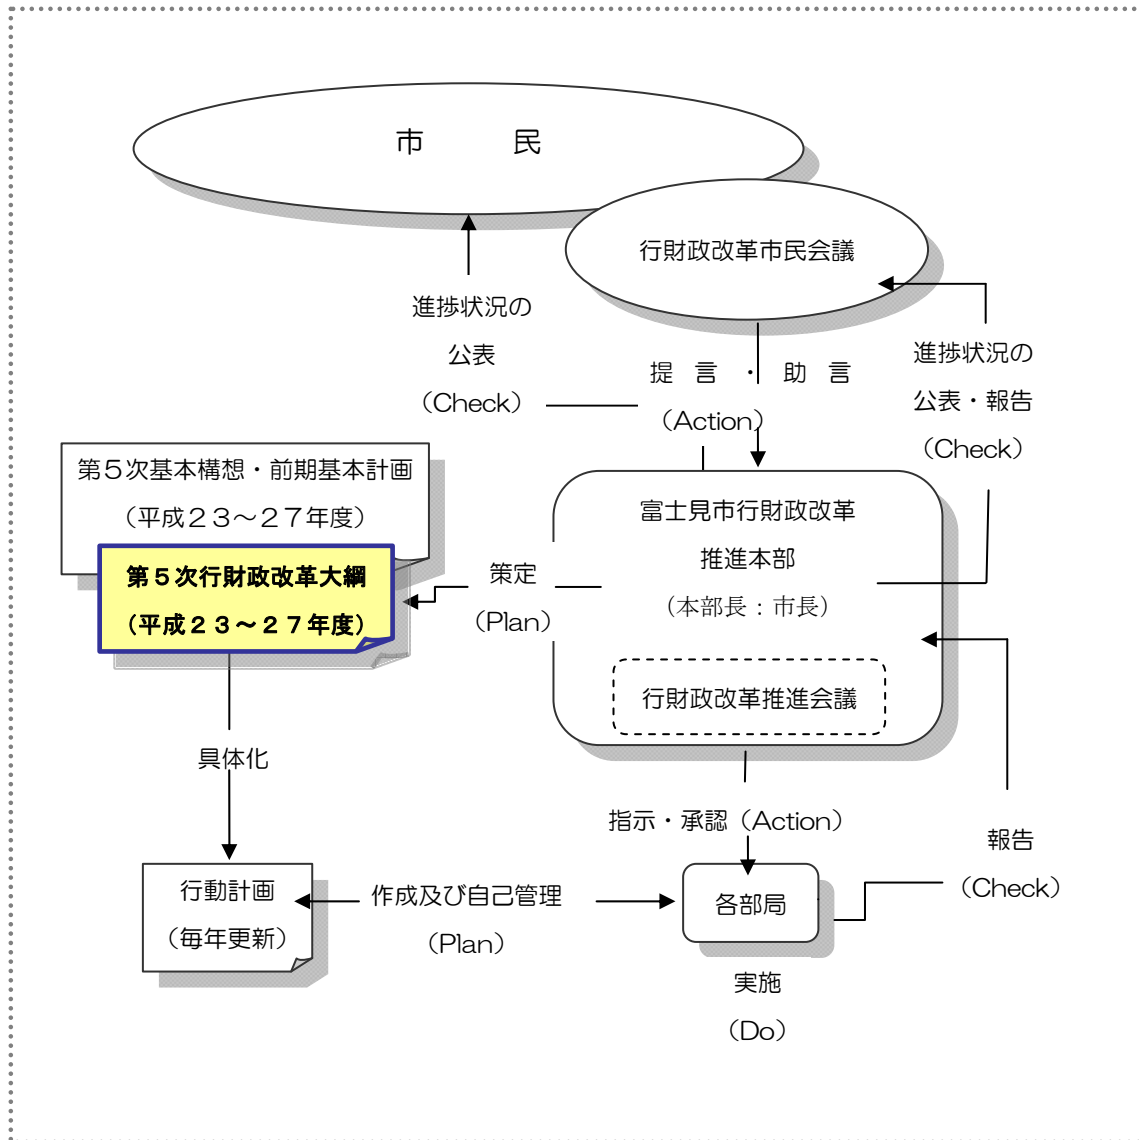 市　　民
行財政改革市民会議
進捗状況の
公表
（Check）
提　言　・　助　言
（Action）
進捗状況の
公表・報告
（Check）
第５次基本構想・前期基本計画
（平成２３～２７年度）
第５次行財政改革大綱
（平成２３～２７年度）
策定
（Plan）
富士見市行財政改革
推進本部
（本部長：市長）
行財政改革推進会議
具体化
指示・承認（Action）
報告
（Check）
行動計画
（毎年更新）
作成及び自己管理
（Plan）
各部局
実施
（Do）